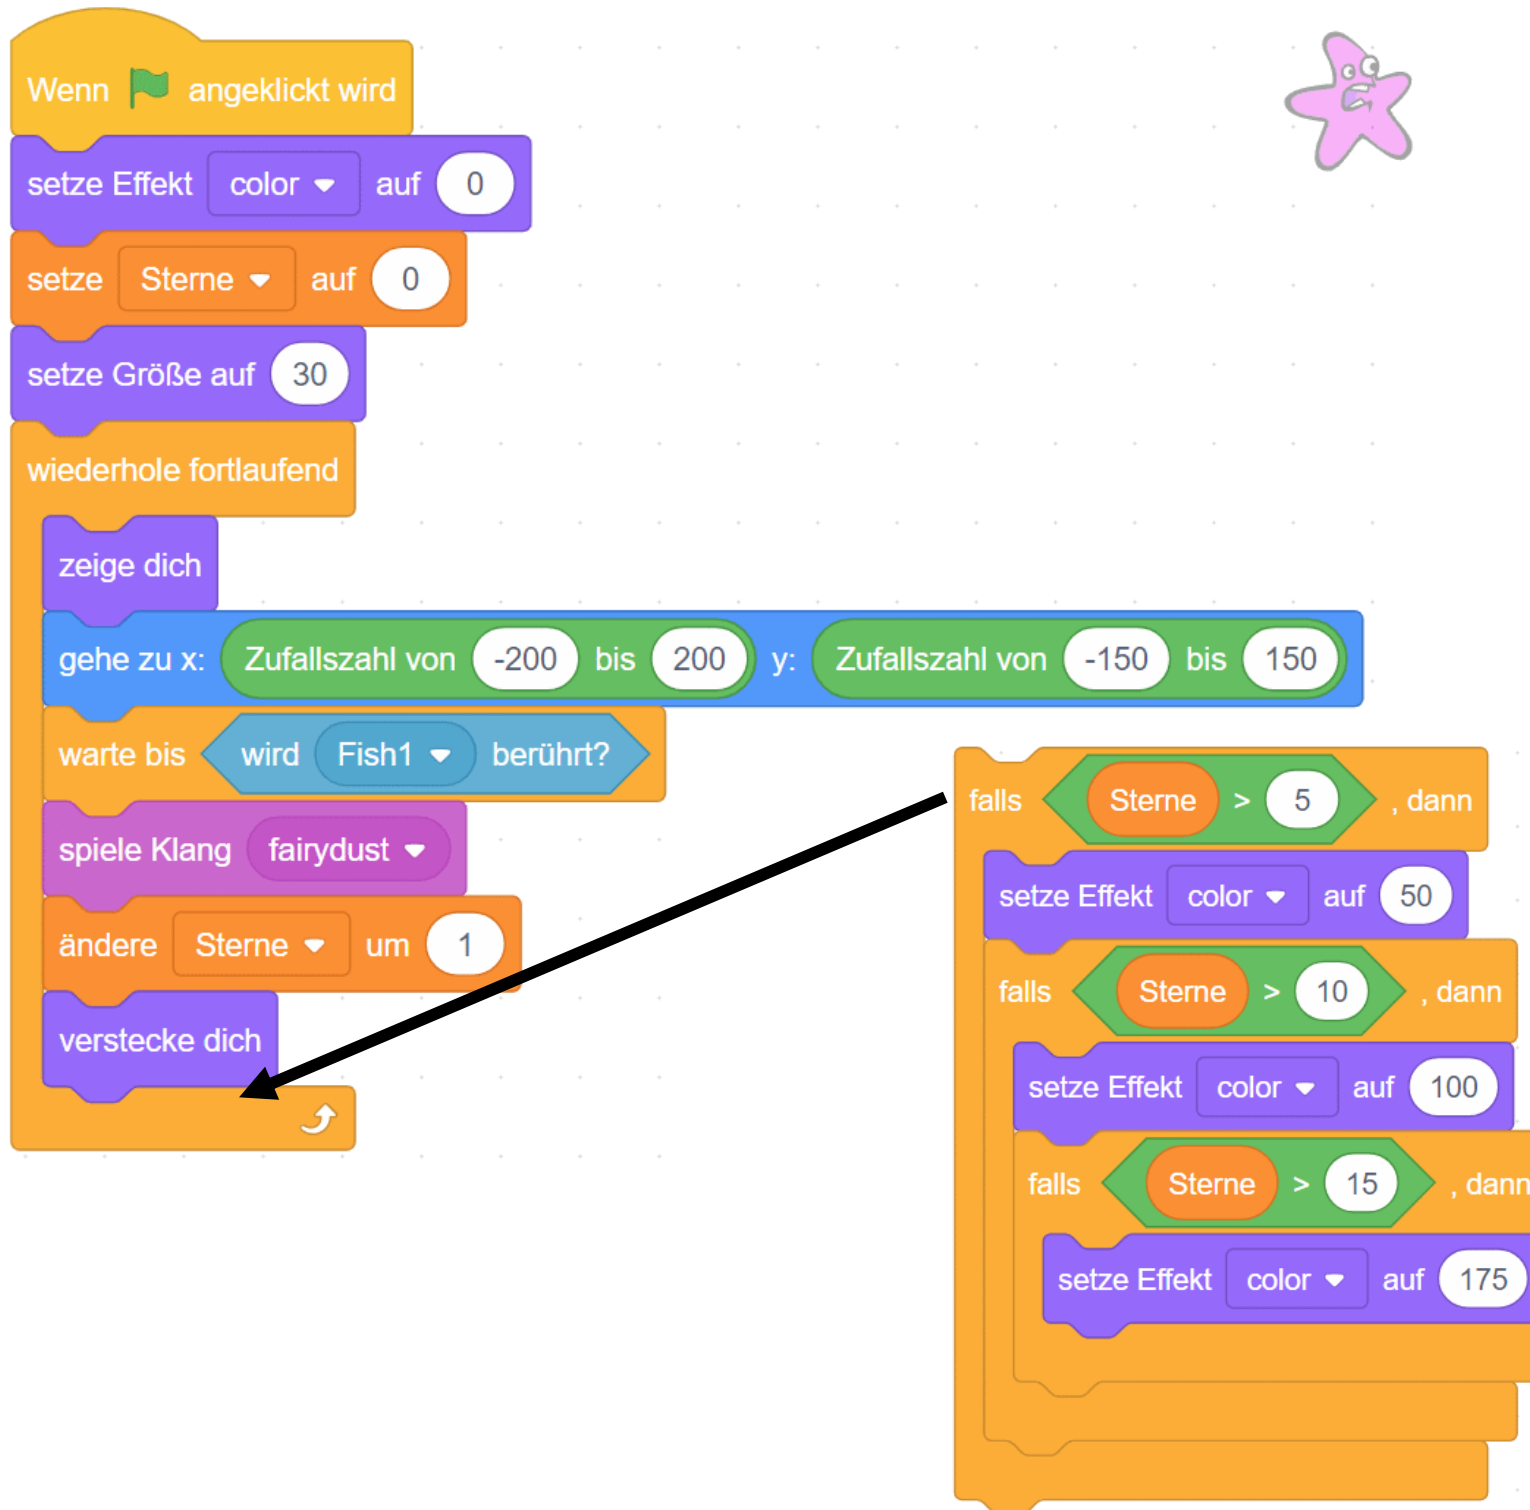 Wenn angeklickt wird
setze Effekt color auf 0
setze Sterne auf 0
setze Größe auf 30
wiederhole fortlaufend
zeige dich
gehe zu x: Zufallszahl von -200 bis 200 y: Zufallszahl von -150 bis 150
warte bis wird Fish1 berührt?
spiele Klang fairydust
ändere Sterne um 1
verstecke dich
falls Sterne > 5 , dann
setze Effekt color auf 50
falls Sterne > 10 , dann
setze Effekt color auf 100
falls Sterne > 15 , dann
setze Effekt color auf 175